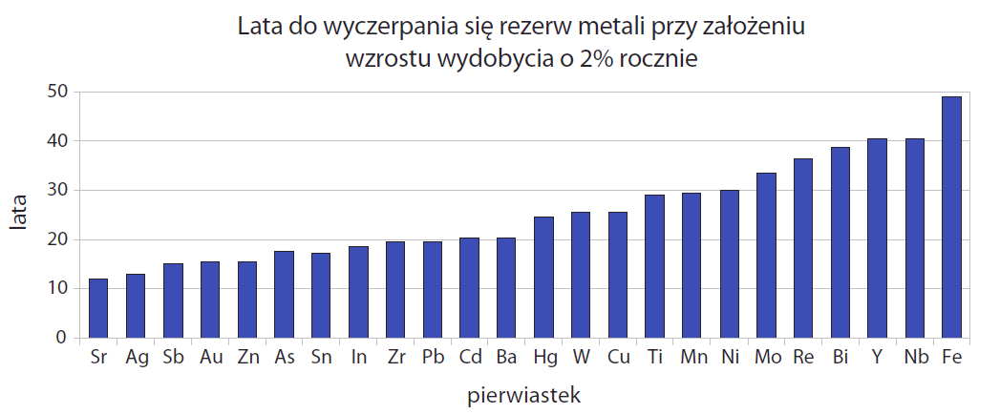 Lata do wyczerpania się rezerw metali przy założeniu
wzrostu wydobycia o 2% rocznie
50
40
30
20
10
0
lata
Sr Ag Sb Au Zn As Sn In Zr Pb Cd Ba Hg W Cu Ti Mn Ni Mo Re Bi Y Nb Fe
pierwiastek